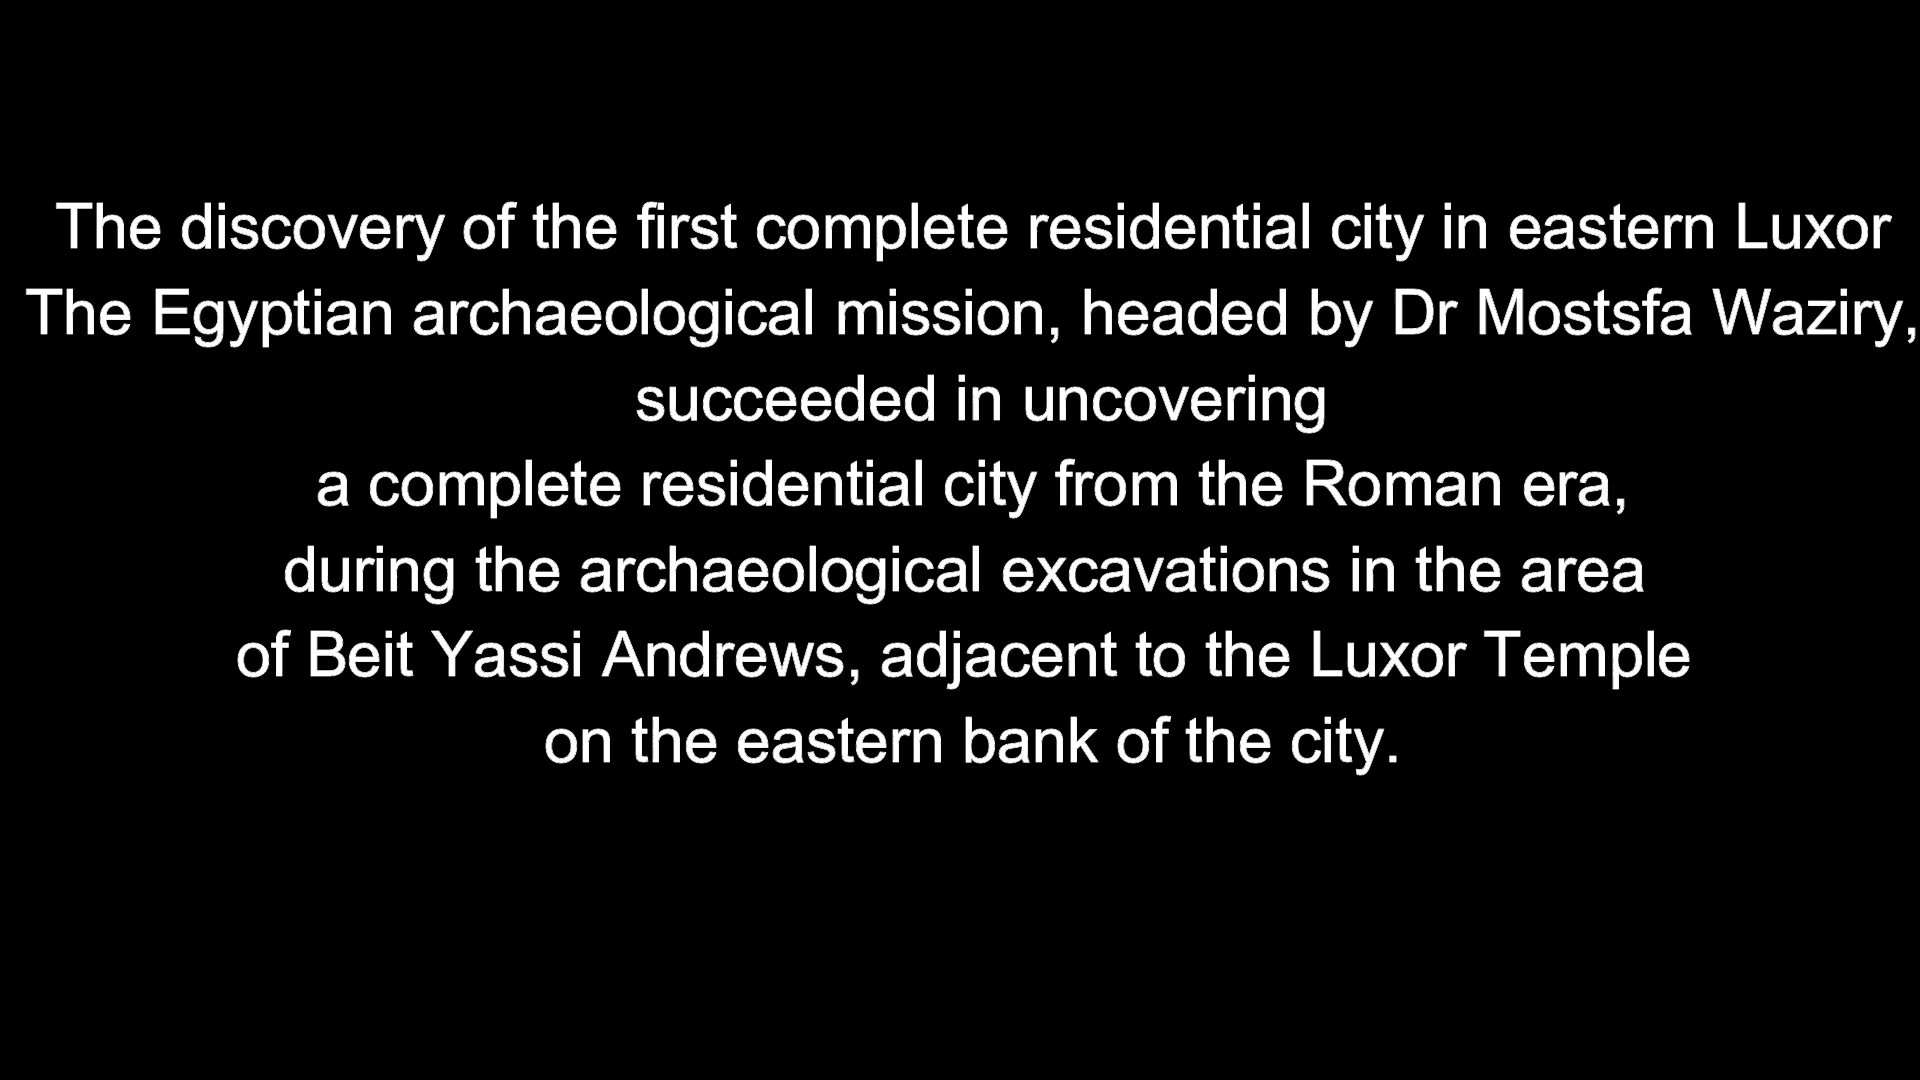 The discovery of the first complete residential city in eastern Luxor
The Egyptian archaeological mission, headed by Dr Mostsfa Waziry,
succeeded in uncovering
a complete residential city from the Roman era,
during the archaeological excavations in the area
of Beit Yassi Andrews, adjacent to the Luxor Temple
on the eastern bank of the city.